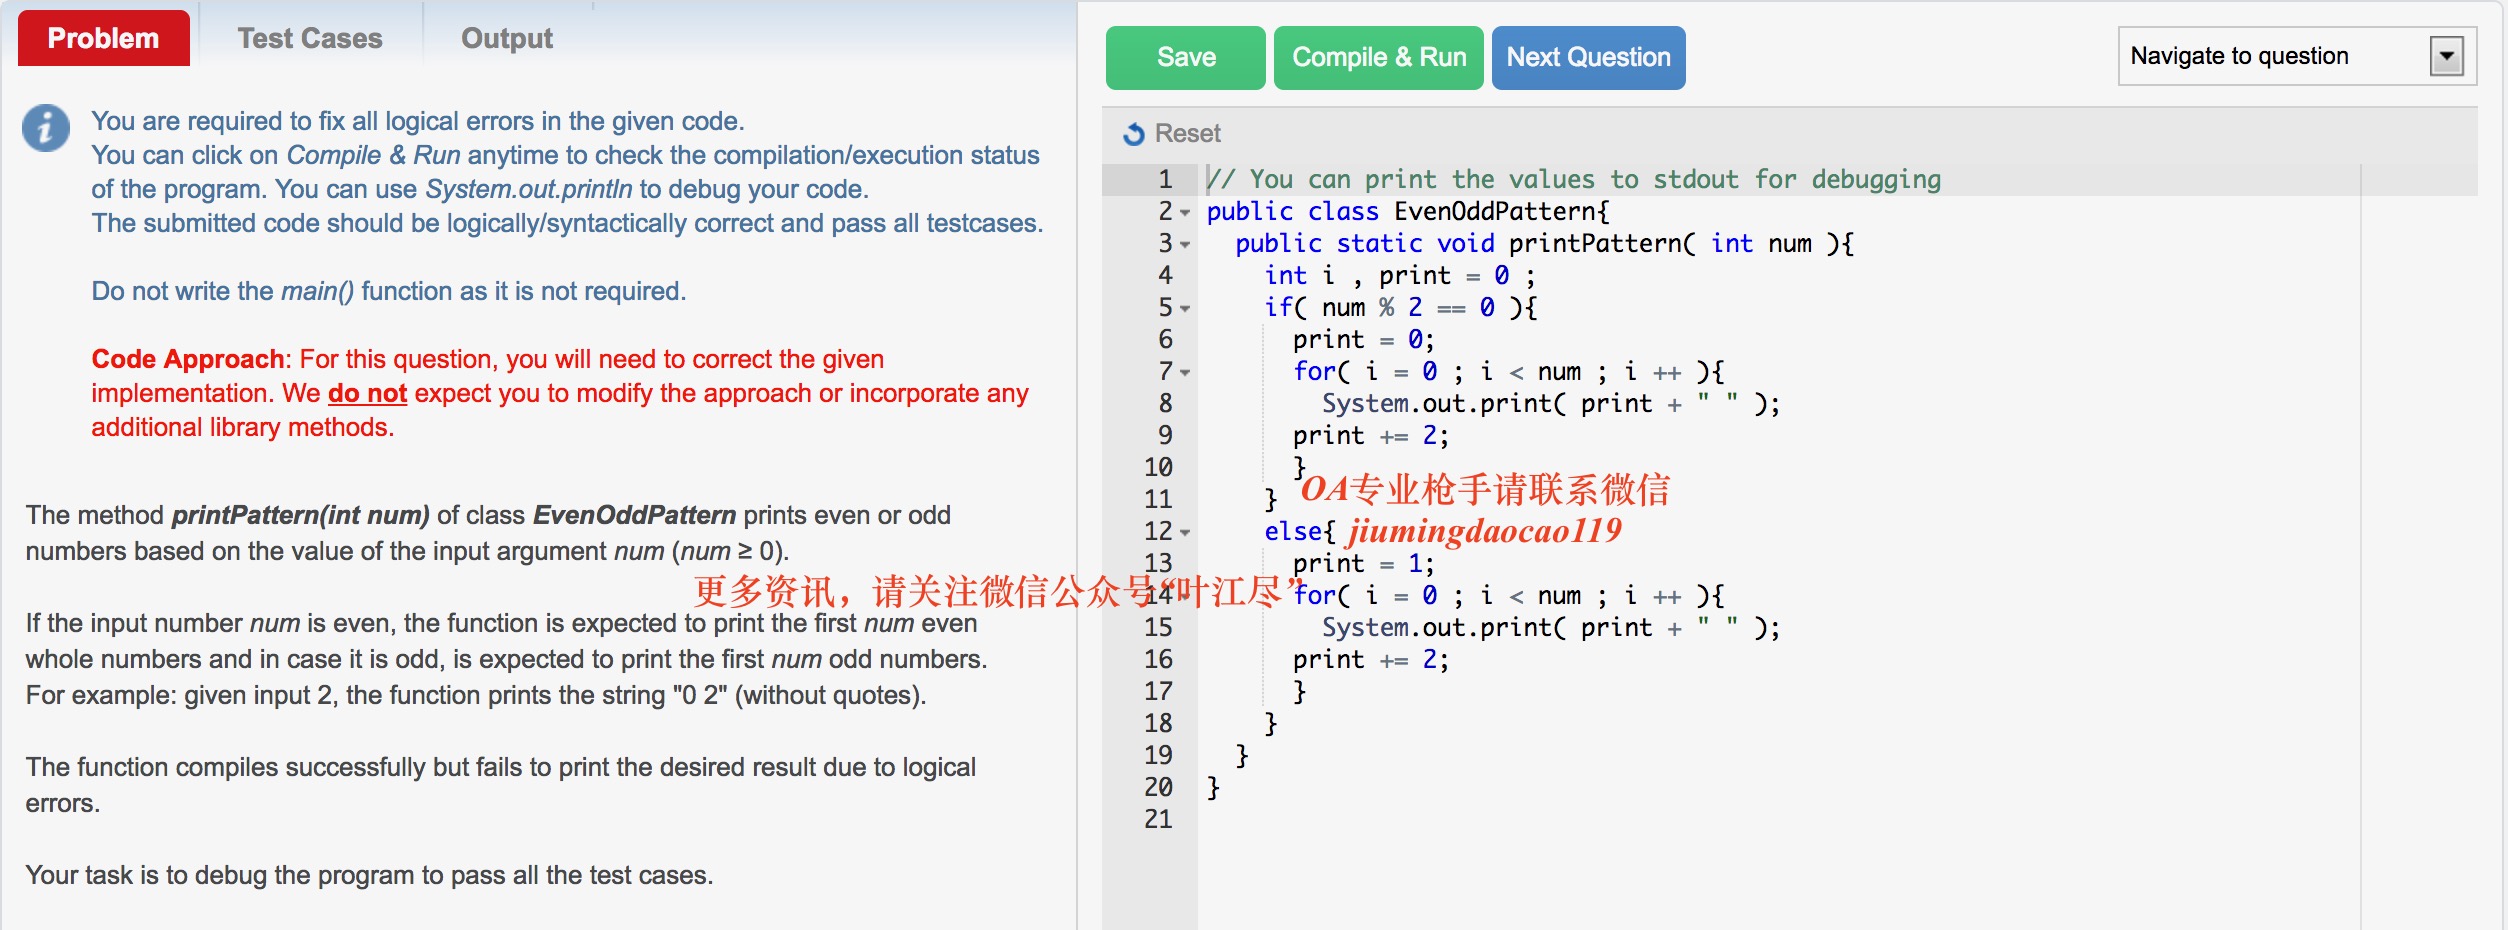 Problem
Test Cases
Output
You are required to fix all logical errors in the given code.
You can click on Compile & Run anytime to check the compilation/execution status
of the program. You can use System.out.println to debug your code.
The submitted code should be logically/syntactically correct and pass all testcases.
Do not write the main() function as it is not required.
Code Approach: For this question, you will need to correct the given
implementation. We do not expect you to modify the approach or incorporate any
additional library methods.
The method printPattern(int num) of class EvenOddPattern prints even or odd
numbers based on the value of the input argument num (num ≥ 0).
更多资讯，请关注微信公众号“叶江尽”
If the input number num is even, the function is expected to print the first num even
whole numbers and in case it is odd, is expected to print the first num odd numbers.
For example: given input 2, the function prints the string "0 2" (without quotes).
The function compiles successfully but fails to print the desired result due to logical
errors.
Your task is to debug the program to pass all the test cases.
Save
Compile & Run
Next Question
Navigate to question
Reset
1 // You can print the values to stdout for debugging
2 public class EvenOddPattern{
3 public static void printPattern( int num ){
4 int i , print = 0 ;
5 if( num % 2 == 0 ){
6 print = 0;
7 for( i = 0 ; i < num ; i ++ ){
8 System.out.print( print + " " );
9 print += 2;
10 }
OA专业枪手请联系微信
11 }
12 else{
jiumingdaocao119
13 print = 1;
14 for( i = 0 ; i < num ; i ++ ){
15 System.out.print( print + " " );
16 print += 2;
17 }
18 }
19 }
20 }
21